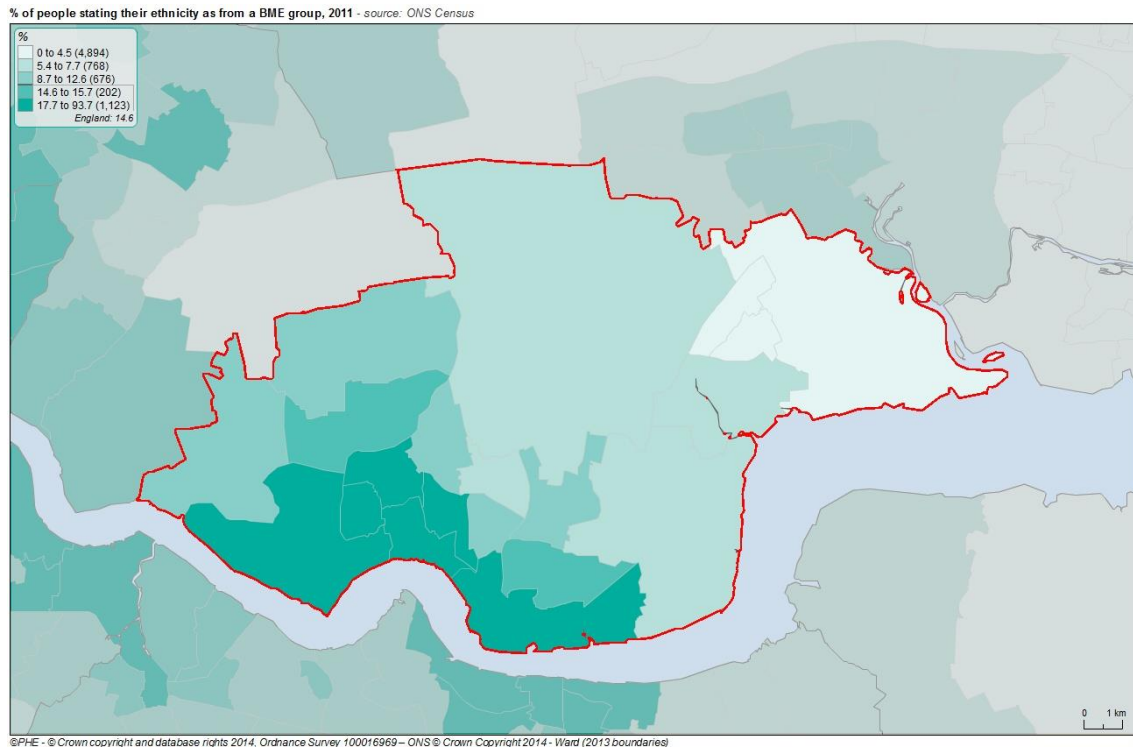 % of people stating their ethnicity as from a BME group, 2011 - source: ONS Census
%
0 to 4.5 (4,894)
5.4 to 7.7 (768)
8.7 to 12.6 (676)
14.6 to 15.7 (202)
17.7 to 93.7 (1,123)
England: 14.6
0 1 km
©PHE - © Crown copyright and database rights 2014, Ordnance Survey 100016969 – ONS © Crown Copyright 2014 - Ward (2013 boundaries)